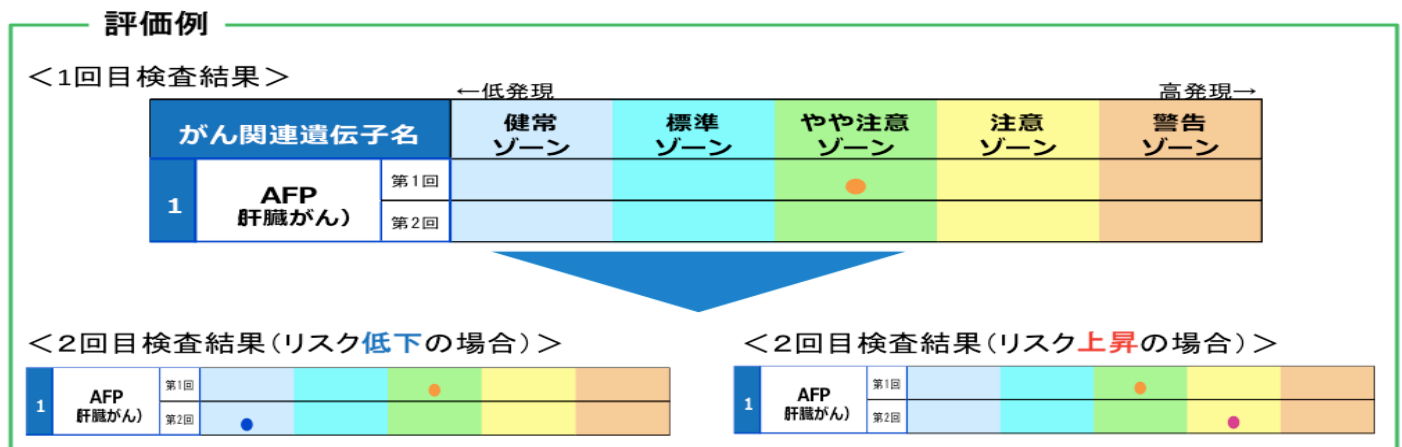 評価例
＜1回目検査結果＞
←低発現 高発現→
がん関連遺伝子名 健常ゾーン 標準ゾーン やや注意ゾーン 注意ゾーン 警告ゾーン
1 AFP 第1回
肝臓がん) 第2回
＜2回目検査結果(リスク低下の場合)＞ ＜2回目検査結果(リスク上昇の場合)＞
1 AFP 第1回
肝臓がん) 第2回
1 AFP 第1回
肝臓がん) 第2回